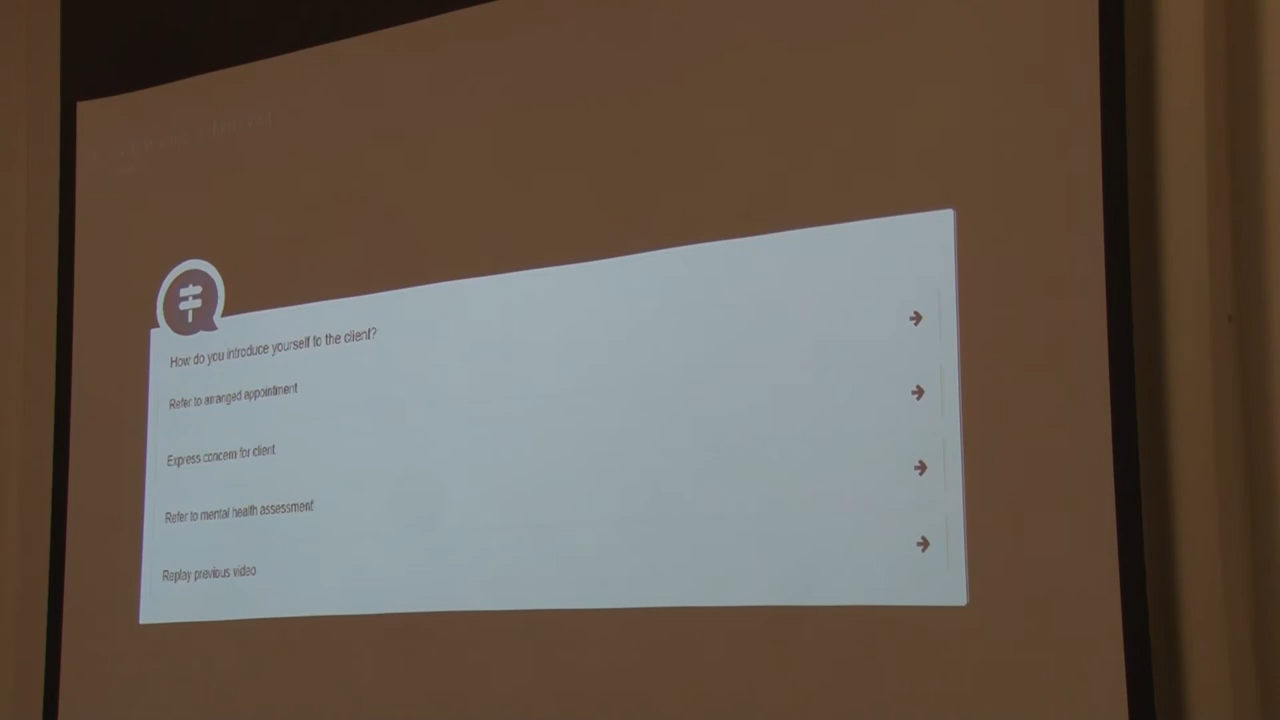 How do you introduce yourself to the client?
Refer to arranged appointment
Express concern for client
Refer to mental health assessment
Replay previous video